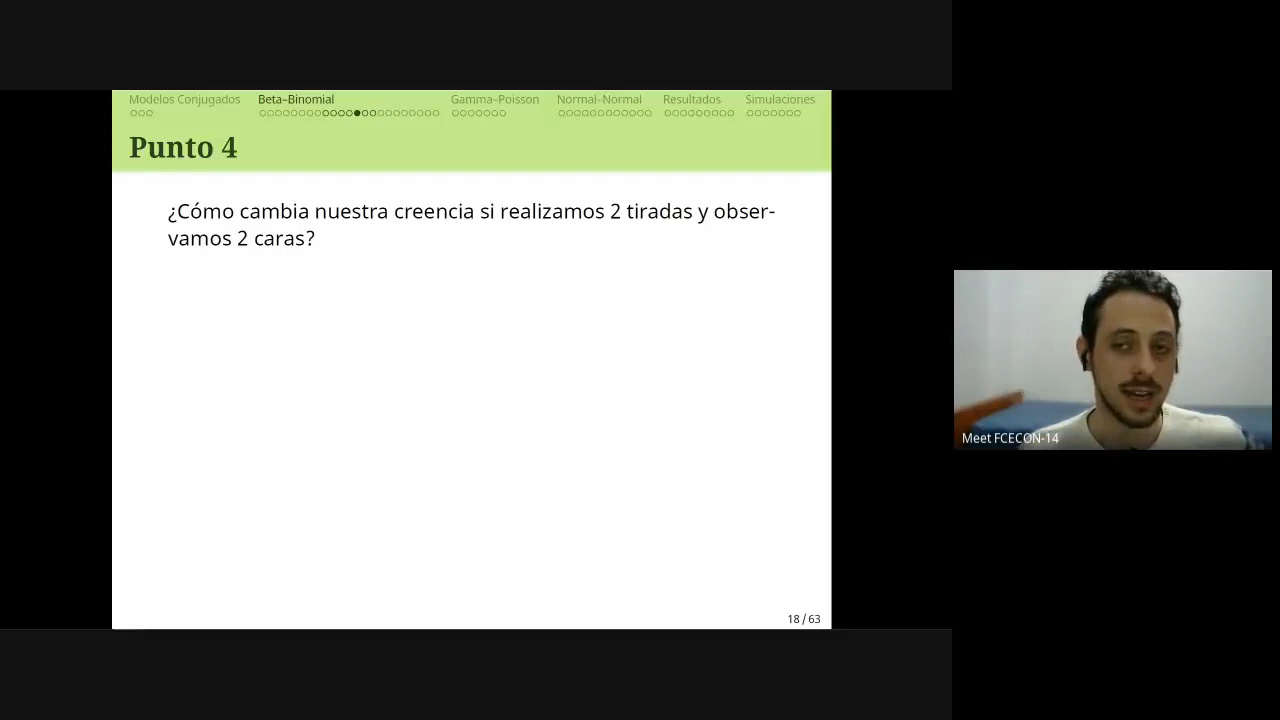 Modelos Conjugados
Beta–Binomial
Gamma–Poisson
Normal–Normal
Resultados
Simulaciones
Punto 4
¿Cómo cambia nuestra creencia si realizamos 2 tiradas y obser-
vamos 2 caras?
18 / 63
Meet FCECON-14